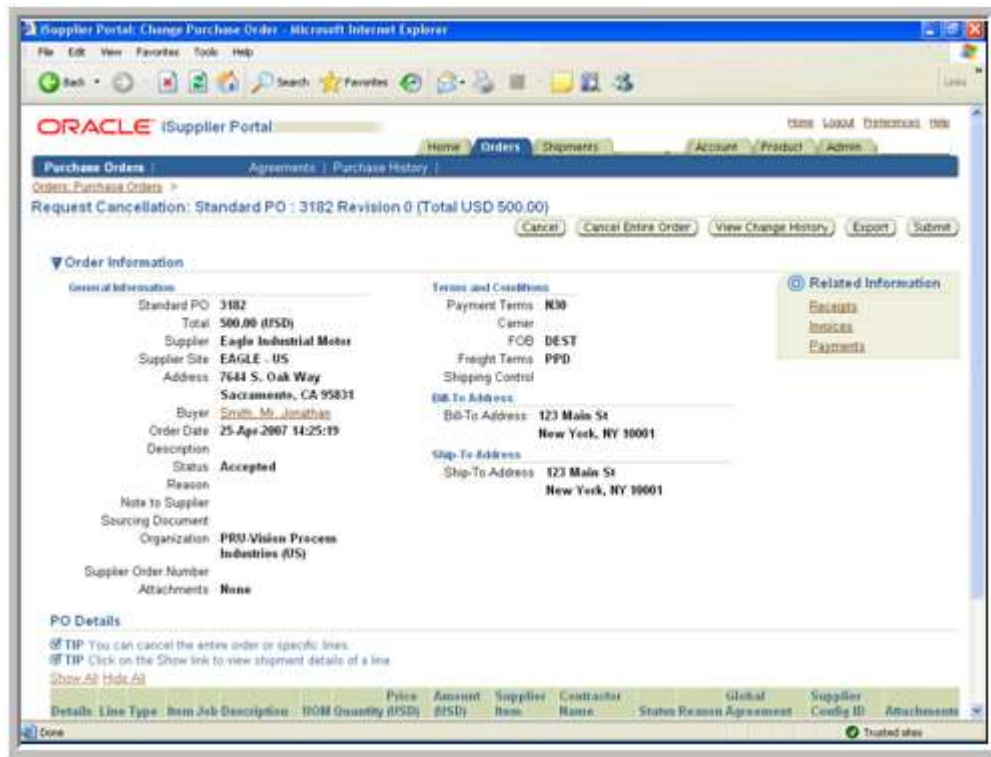 iSupplier Portal: Change Purchase Order - Microsoft Internet Explorer
File Edit View Favorites Tools Help
Back Search Favorites Links
ORACLE iSupplier Portal
Home Logout Preferences Help
Home Orders Shipments Account Product Admin
Purchase Orders | Agreements | Purchase History |
Orders: Purchase Orders >
Request Cancellation: Standard PO : 3182 Revision 0 (Total USD 500.00)
Cancel Cancel Entire Order View Change History Export Submit
Order Information
General Information
Standard PO 3182
Total 500.00 (USD)
Supplier Eagle Industrial Motor
Supplier Site EAGLE - US
Address 7644 S. Oak Way
Sacramento, CA 95831
Buyer Smith, Mr. Jonathan
Order Date 25-Apr-2007 14:25:19
Description
Status Accepted
Reason
Note to Supplier
Sourcing Document
Organization PRU-Vision Process
Industries (US)
Supplier Order Number
Attachments None
Terms and Conditions
Payment Terms N30
Carrier
FOB DEST
Freight Terms PPD
Shipping Control
Bill-To Address
Bill-To Address 123 Main St
New York, NY 10001
Ship-To Address
Ship-To Address 123 Main St
New York, NY 10001
Related Information
Receipts
Invoices
Payments
PO Details
TIP You can cancel the entire order or specific lines.
TIP Click on the Show link to view shipment details of a line
Show All Hide All
Price Amount Supplier Contractor Global Supplier
Details Line Type Item Job Description UOM Quantity (USD) (USD) Item Name Status Reason Agreement Config ID Attachments
Done Trusted sites